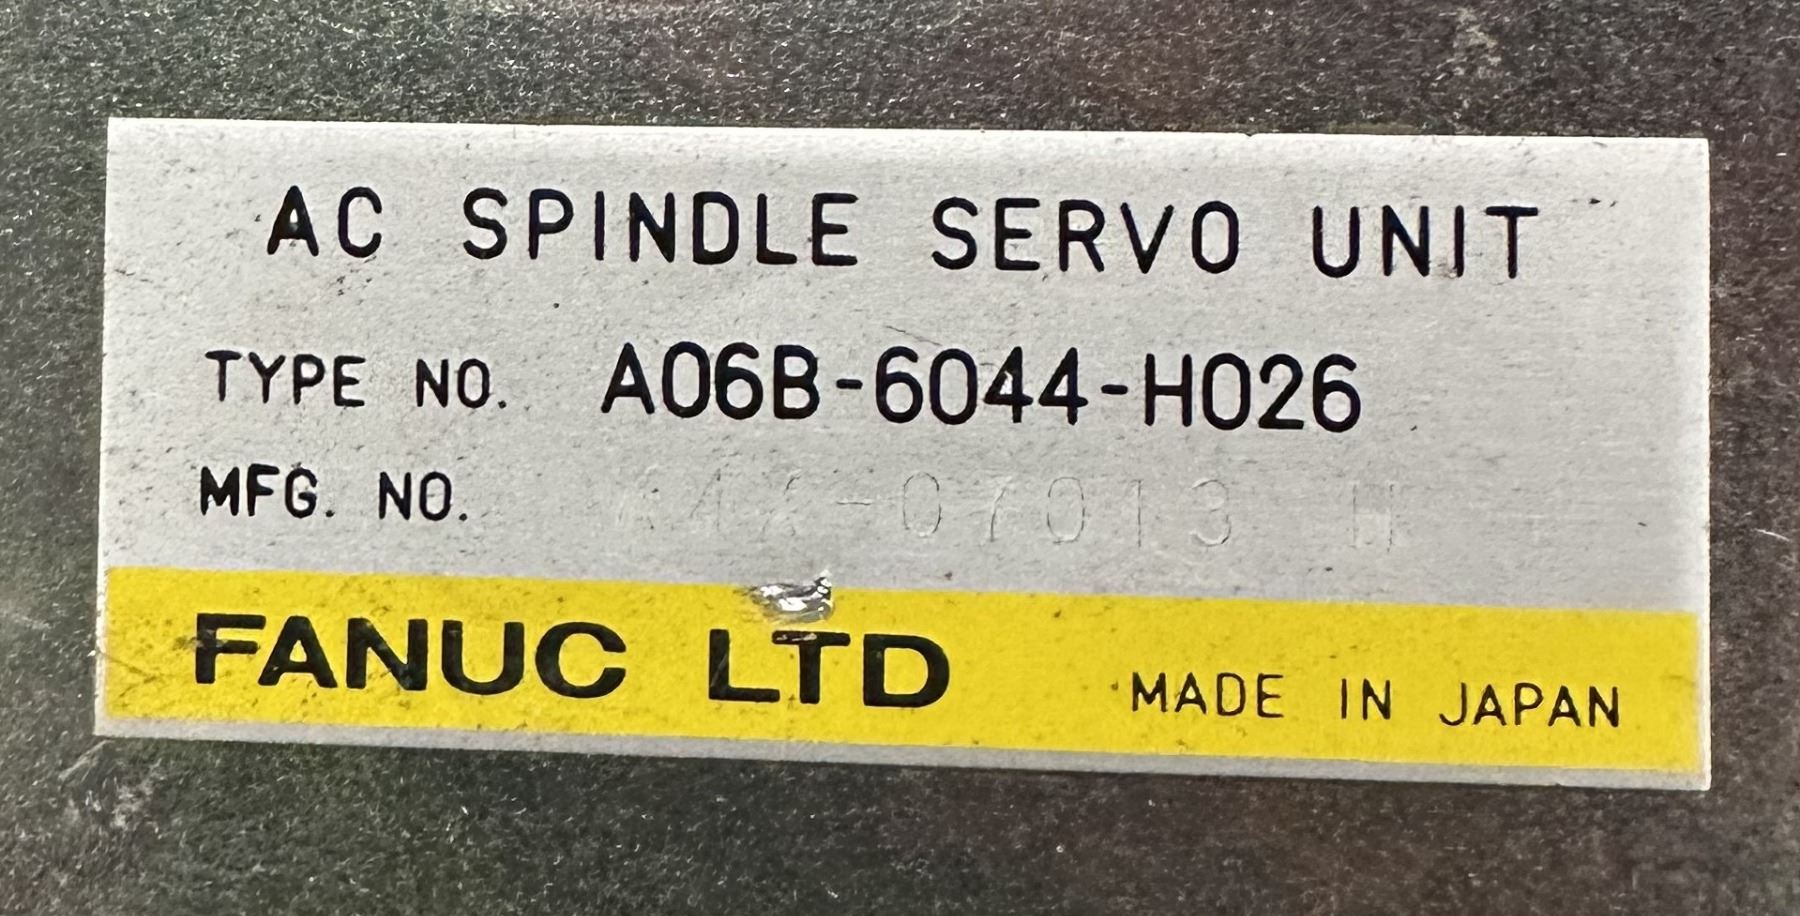 AC SPINDLE SERVO UNIT
TYPE NO. A06B-6044-H026
MFG. NO.
FANUC LTD
MADE IN JAPAN